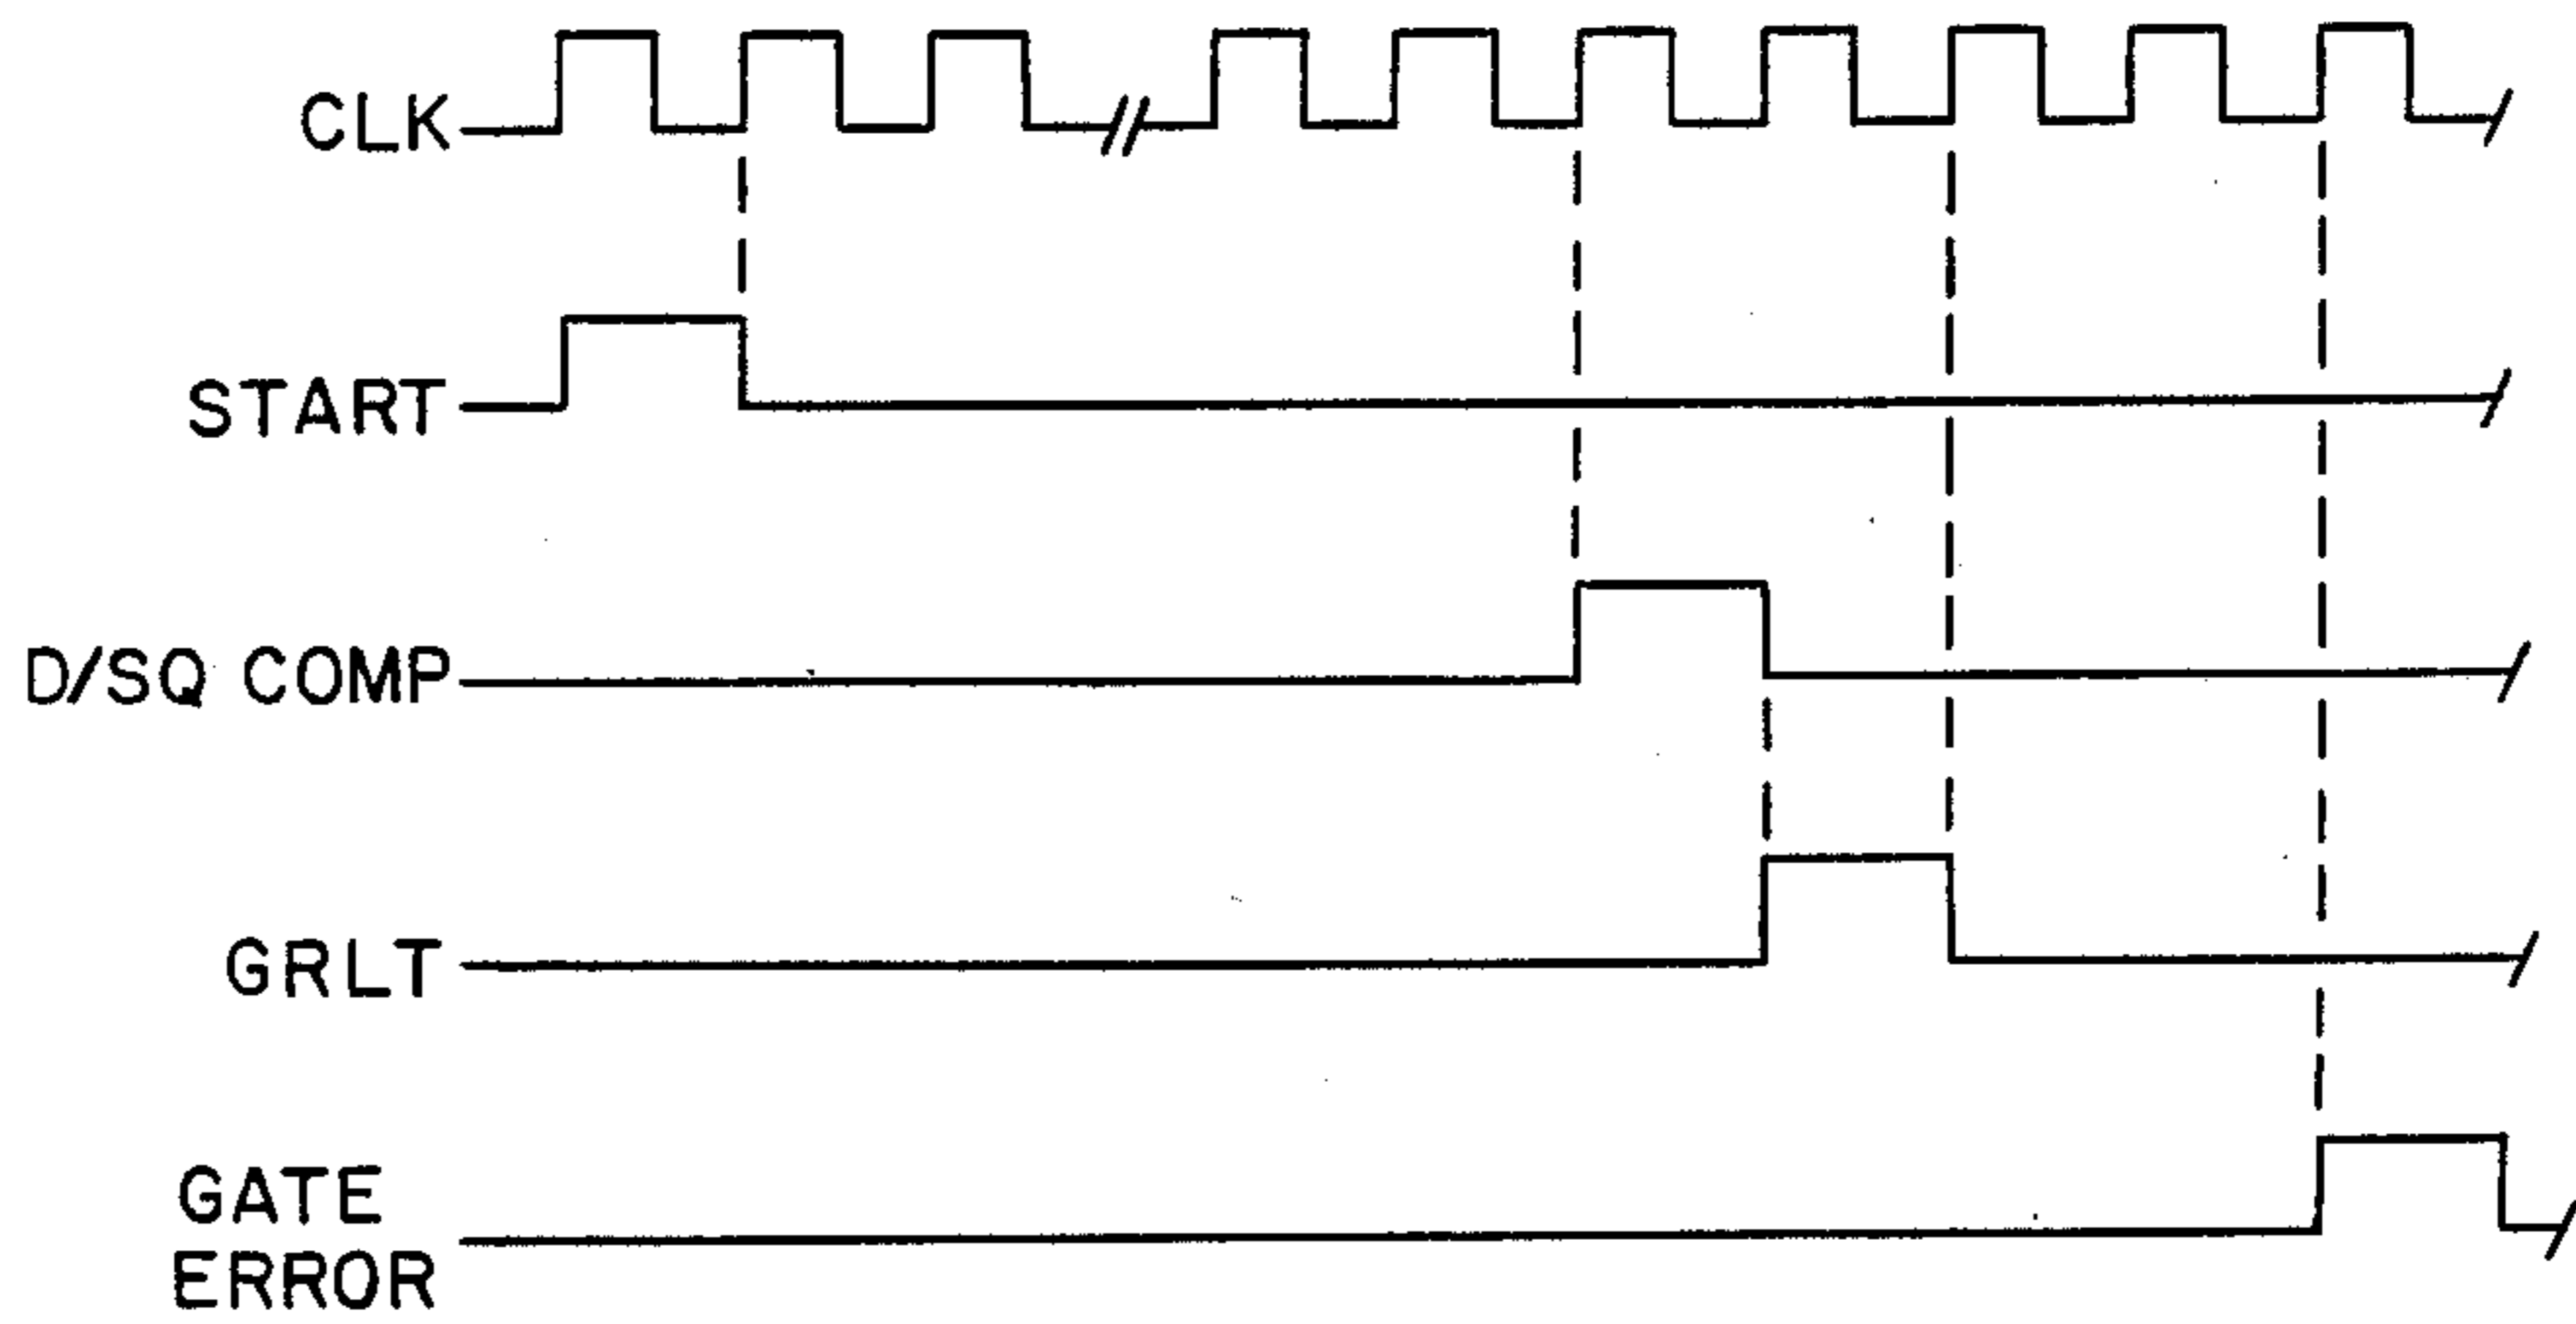 CLK
START
D/SQ COMP
GRLT
GATE
ERROR